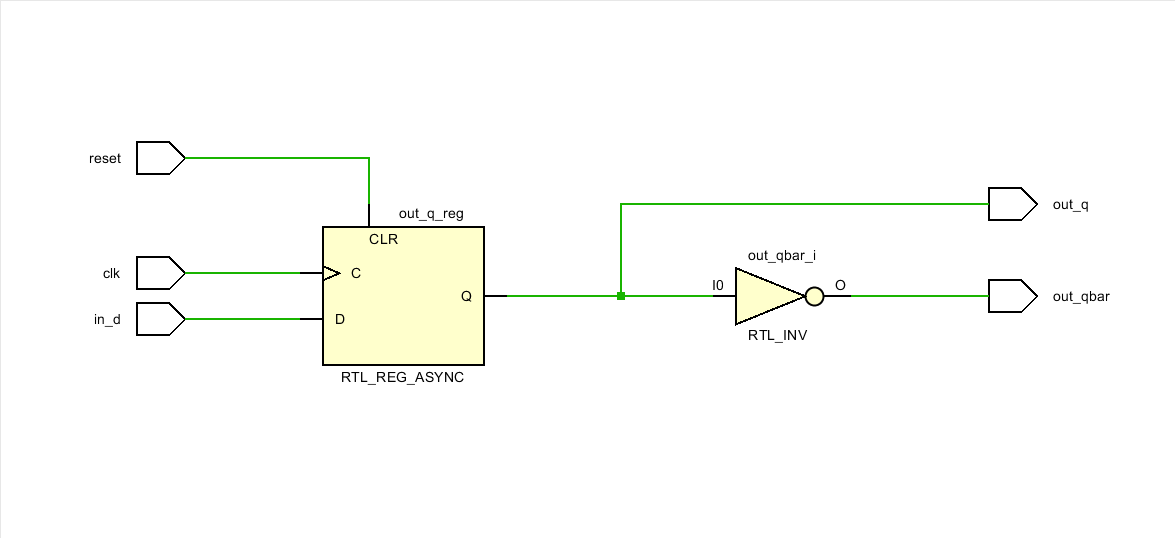 reset
out_q_reg
CLR
clk
C
in_d
D
Q
RTL_REG_ASYNC
out_q
out_qbar_i
I0
O
RTL_INV
out_qbar